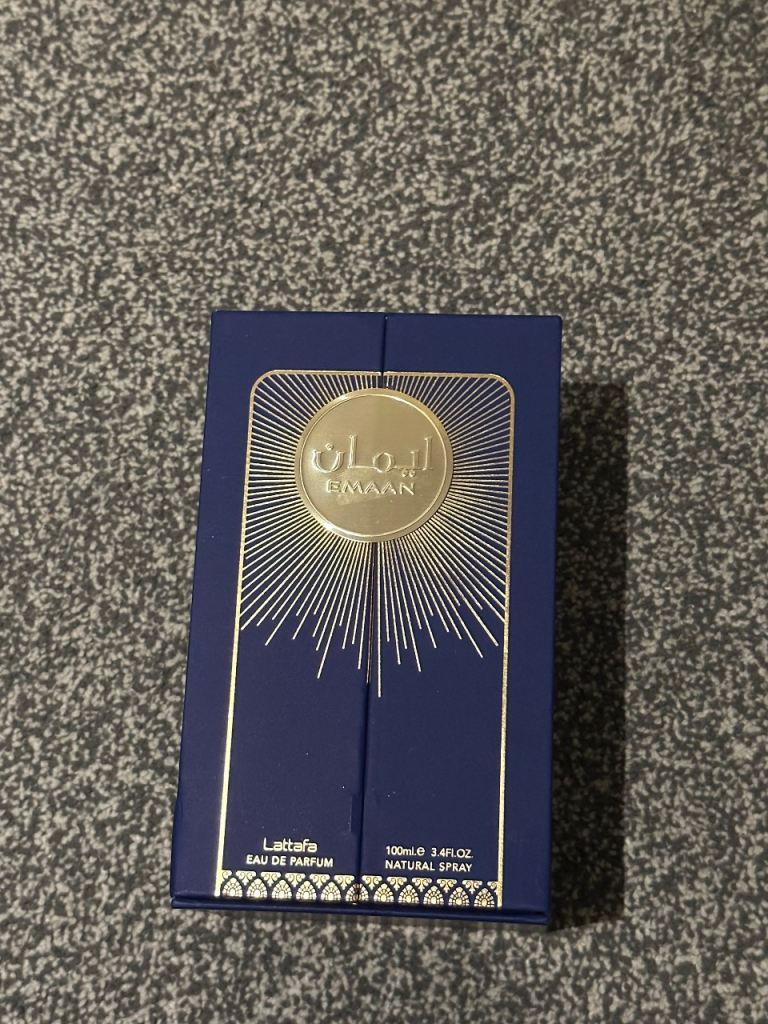 ايمان
EMAAN
Lattafa
EAU DE PARFUM
100ml.e 3.4Fl.OZ.
NATURAL SPRAY